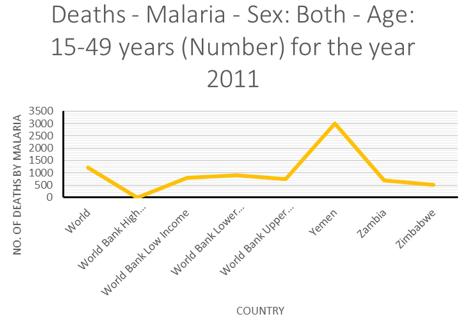 Deaths - Malaria - Sex: Both - Age:
15-49 years (Number) for the year
2011
NO. OF DEATHS BY MALARIA
3500
3000
2500
2000
1500
1000
500
0
World
World Bank High...
World Bank Low Income
World Bank Lower...
World Bank Upper...
Yemen
Zambia
Zimbabwe
COUNTRY